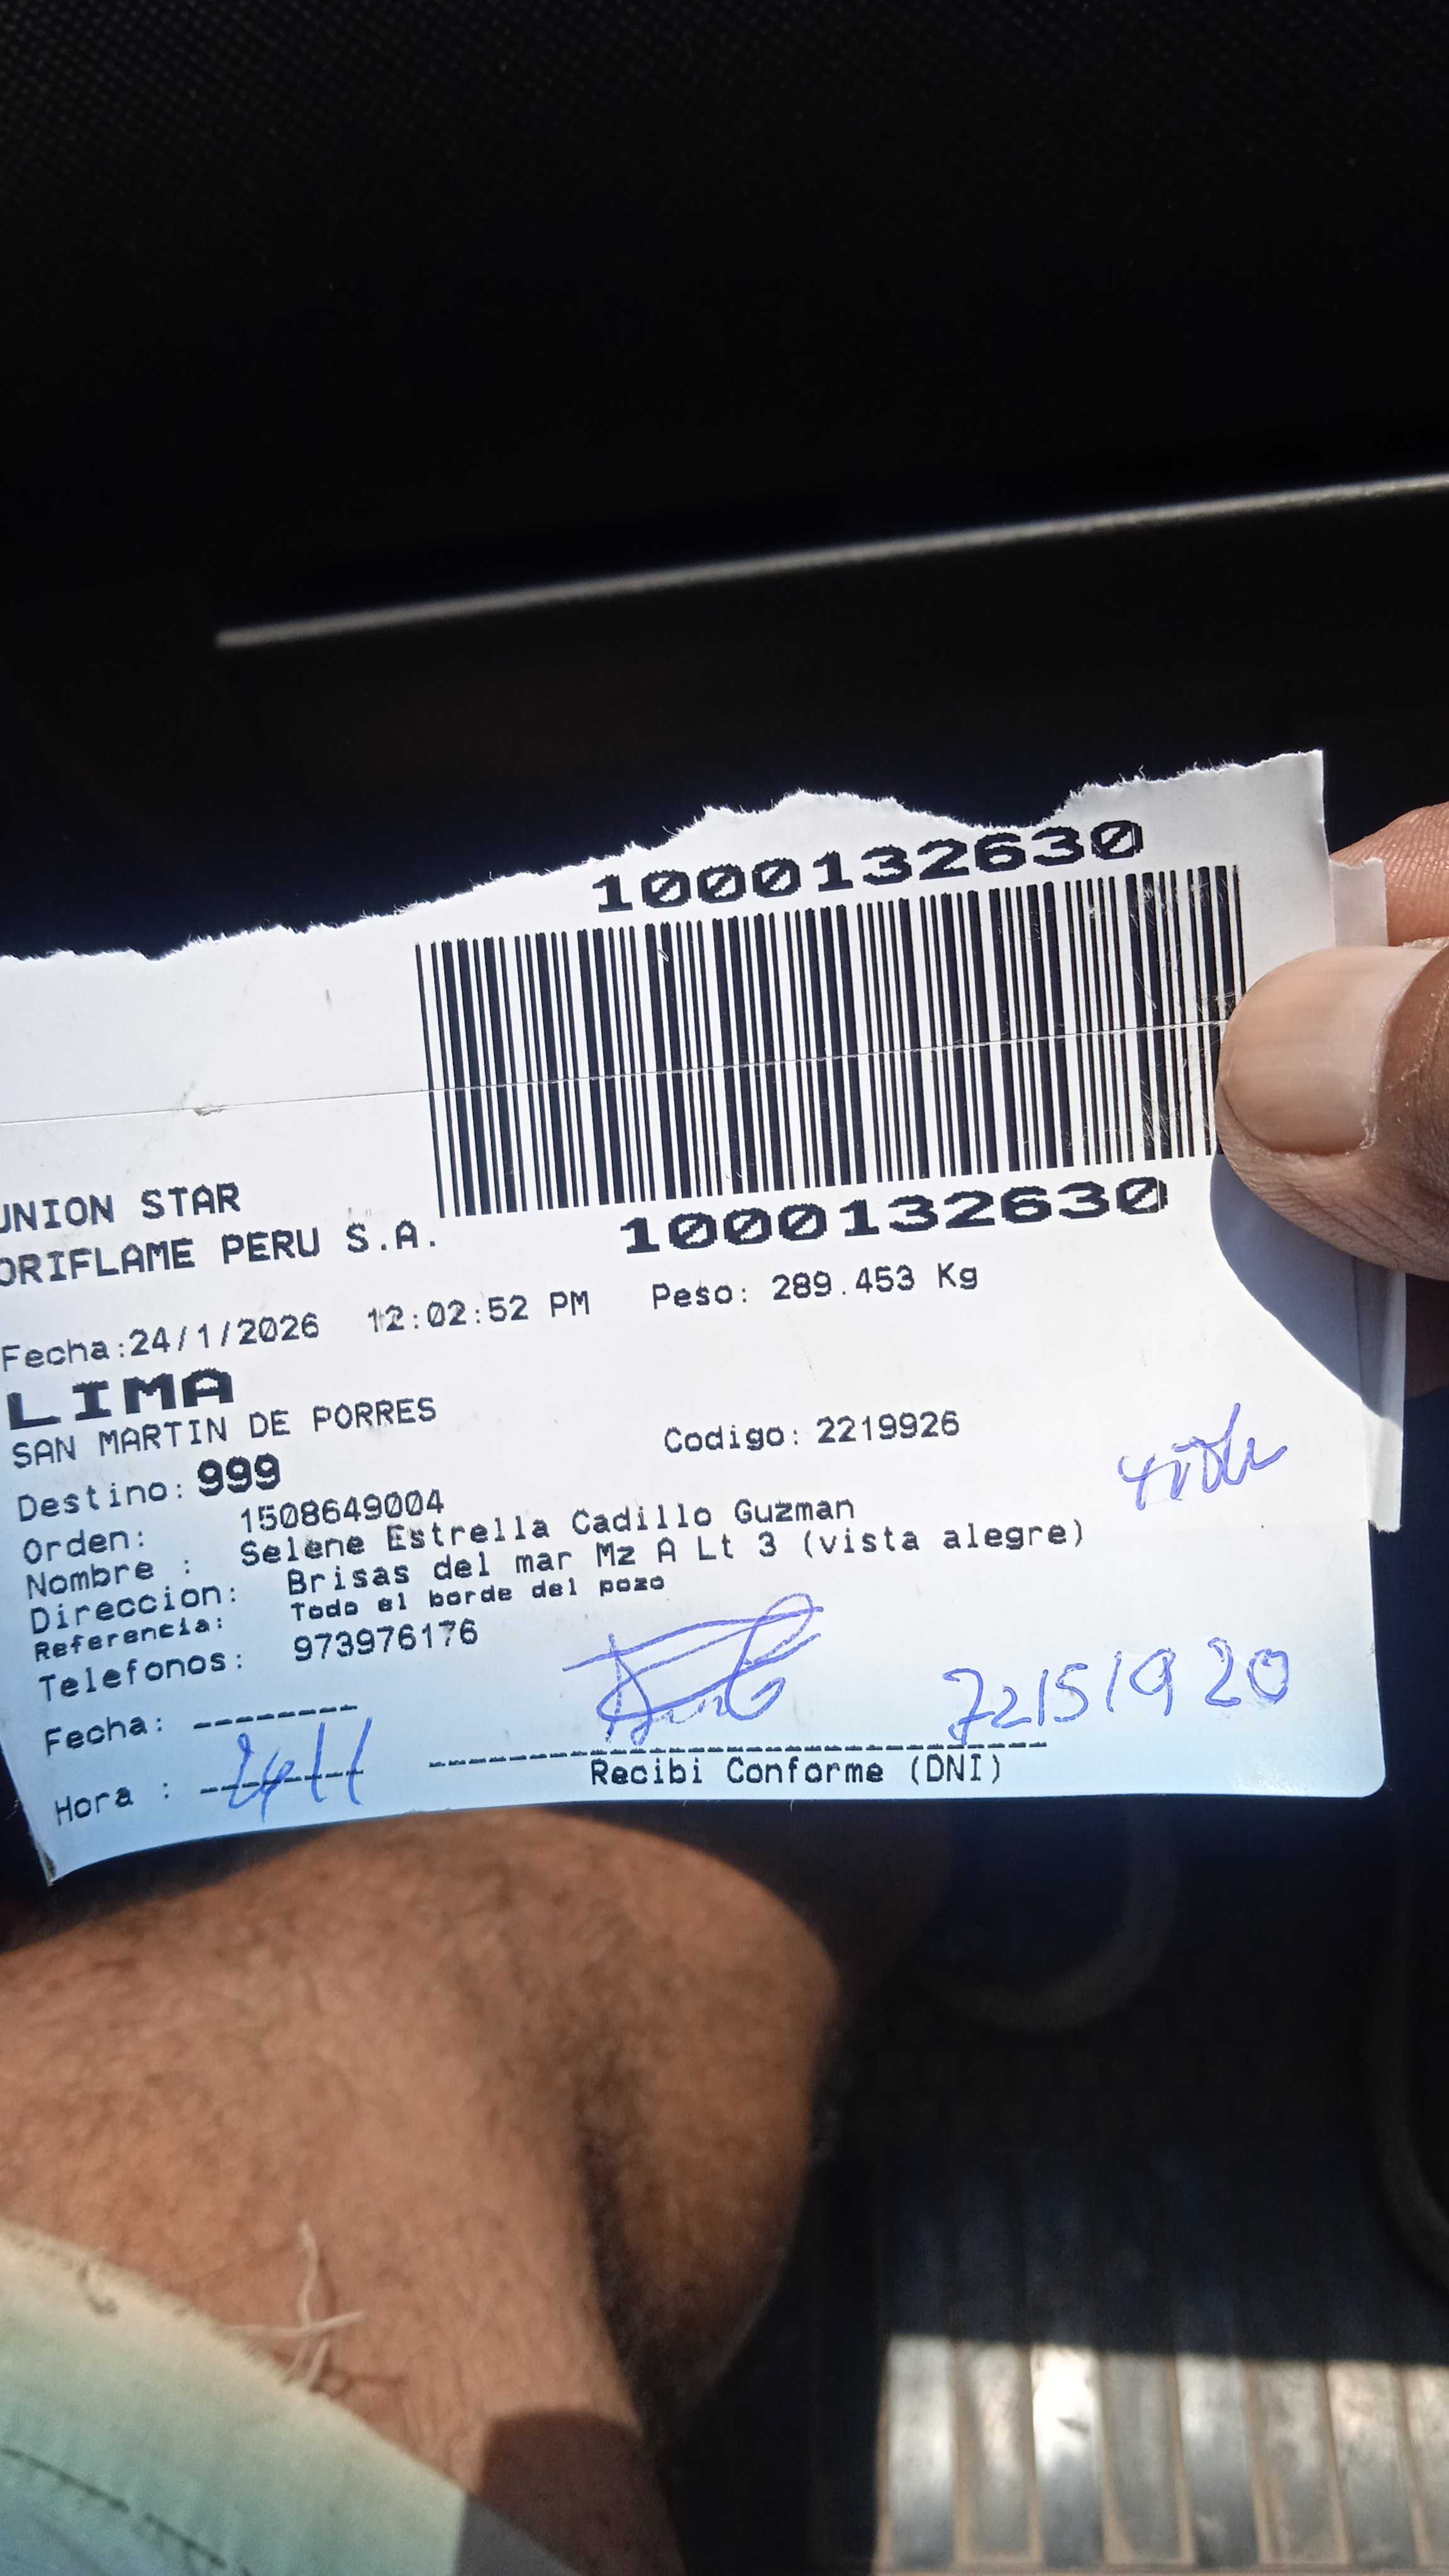 1000132630
UNION STAR
ORIFLAME PERU S.A.
1000132630
Fecha:24/1/2026 12:02:52 PM Peso: 289.453 Kg
LIMA
SAN MARTIN DE PORRES
Destino: 999 Codigo: 2219926
Orden: 1508649004
Nombre : Selene Estrella Cadillo Guzman
Direccion: Brisas del mar Mz A Lt 3 (vista alegre)
Referencia: Todo el borde del pozo
Telefonos: 973976176
Fecha: --------
72151920
Hora :
Recibi Conforme (DNI)